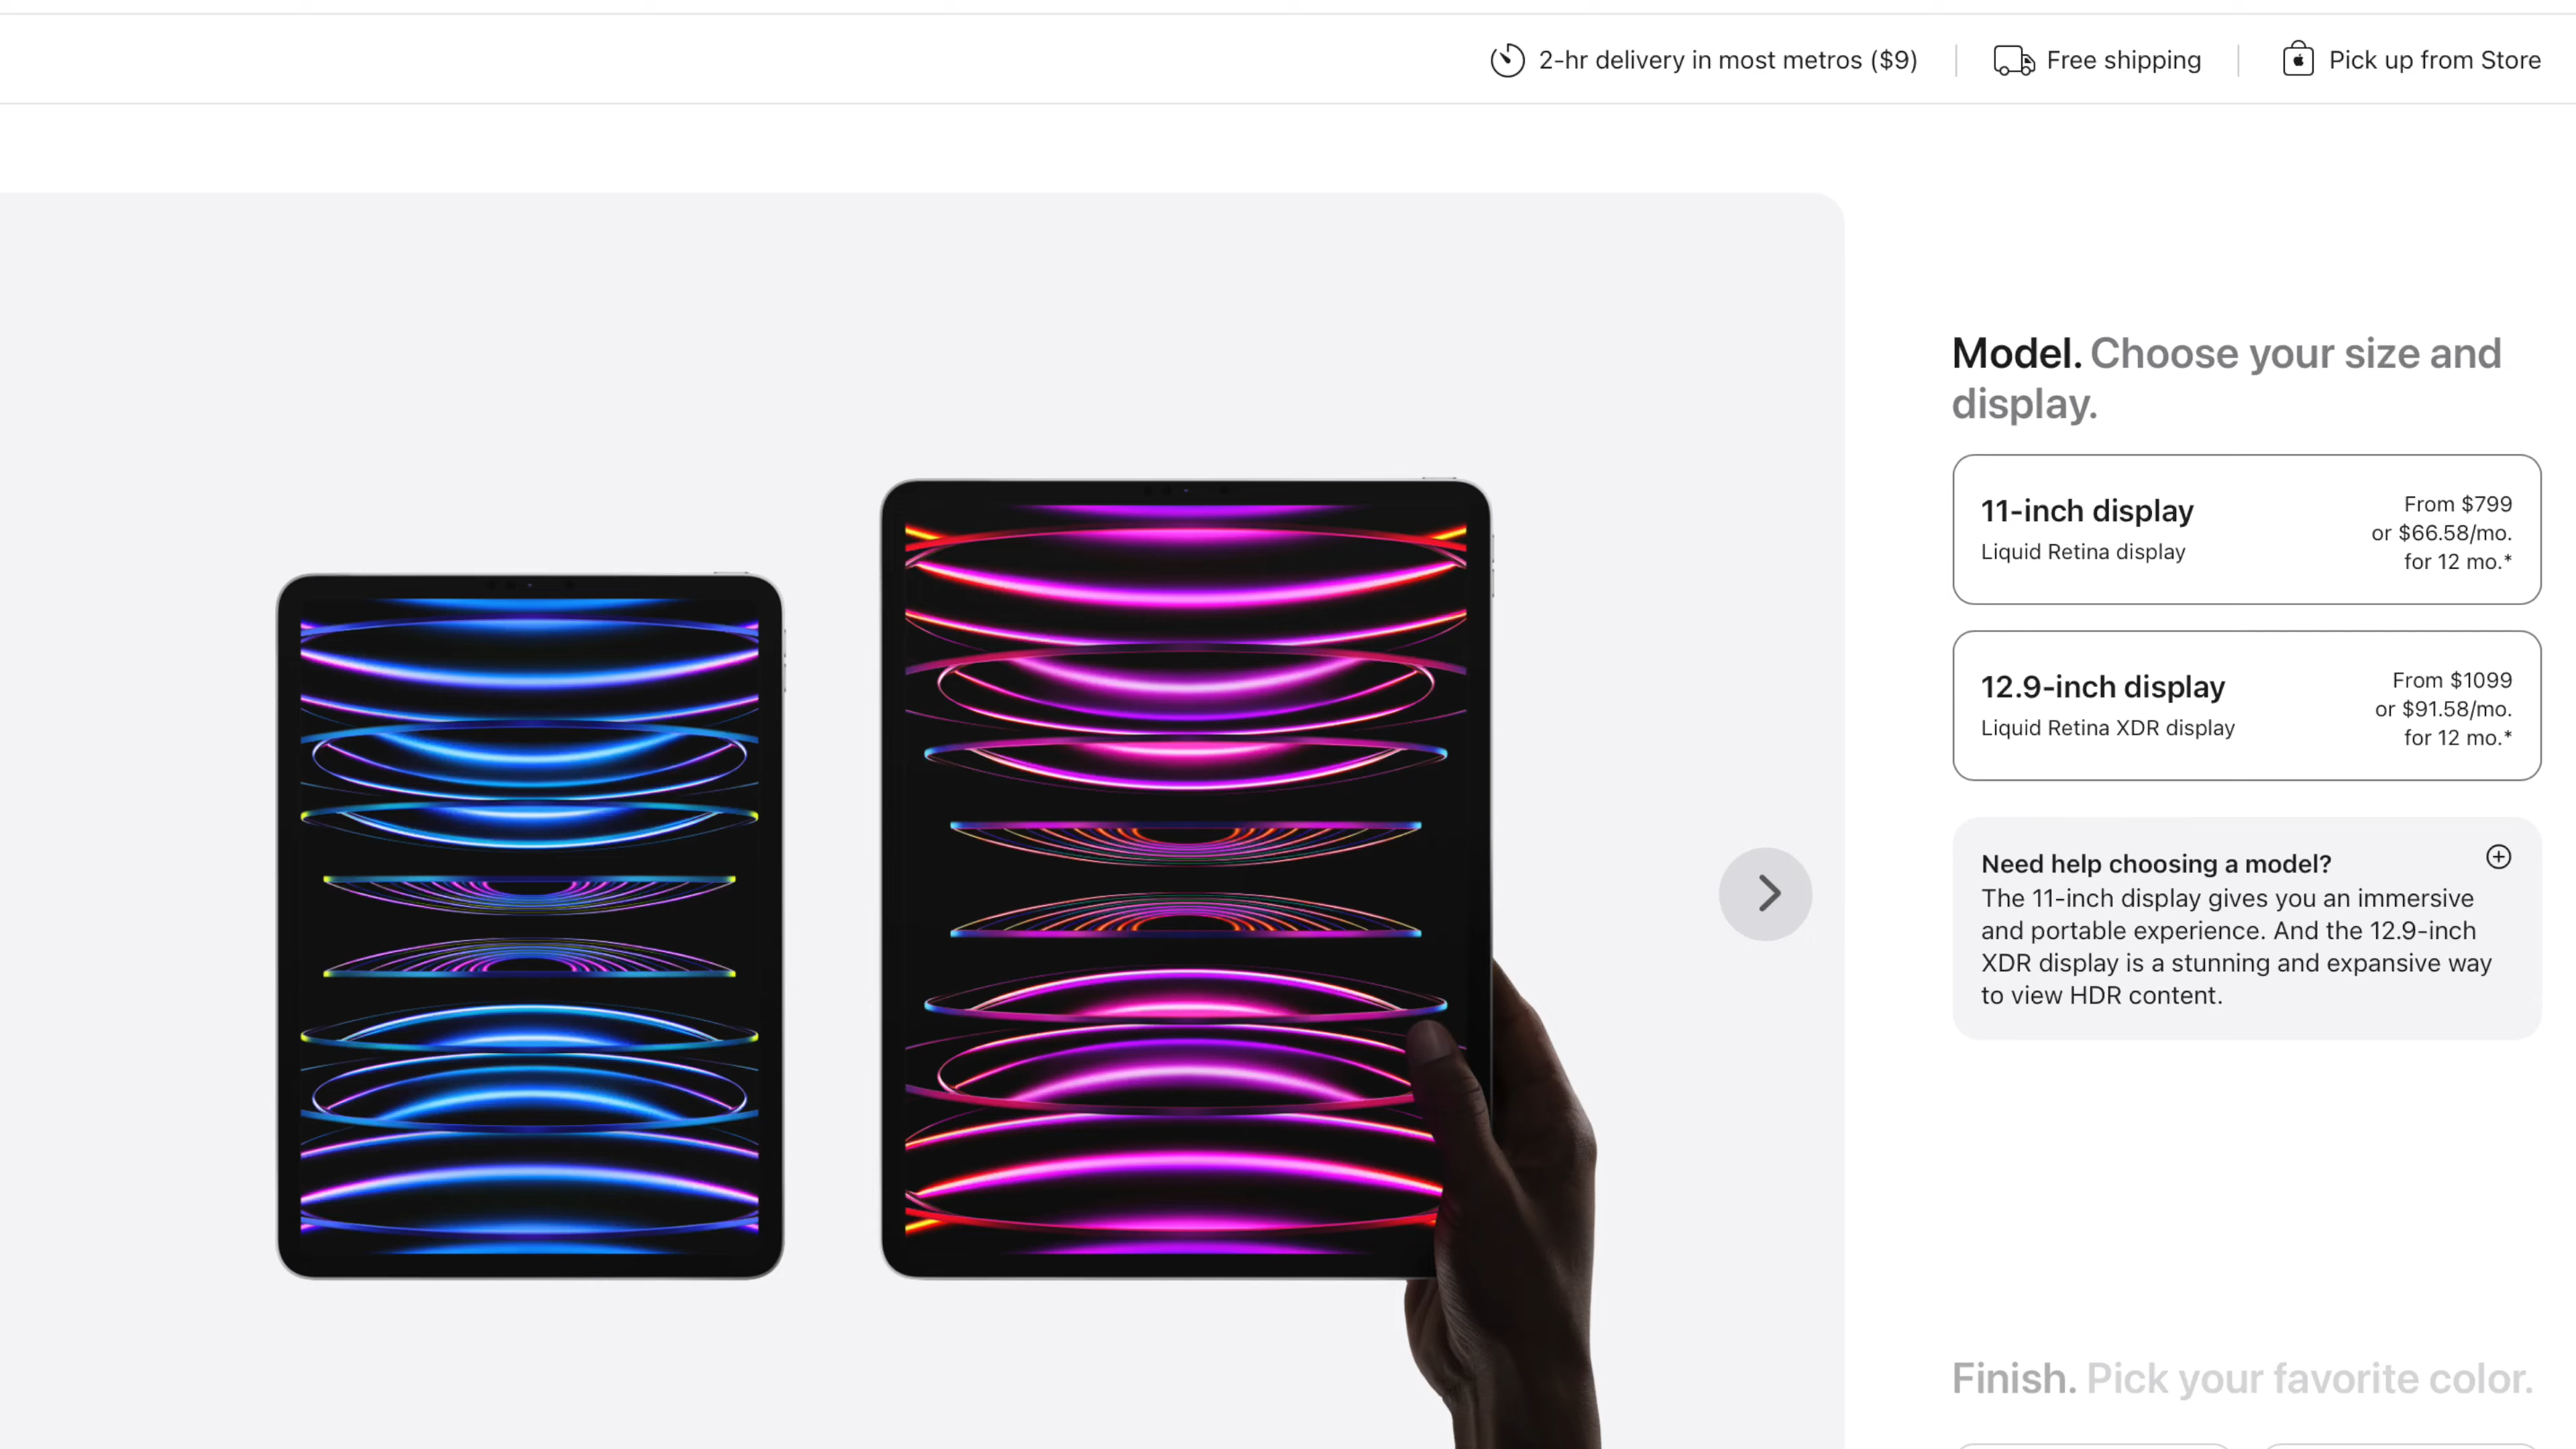 2-hr delivery in most metros ($9)
Free shipping
Pick up from Store
Model. Choose your size and
display.
11-inch display
Liquid Retina display
From $799
or $66.58/mo.
for 12 mo.*
12.9-inch display
Liquid Retina XDR display
From $1099
or $91.58/mo.
for 12 mo.*
Need help choosing a model?
The 11-inch display gives you an immersive
and portable experience. And the 12.9-inch
XDR display is a stunning and expansive way
to view HDR content.
Finish. Pick your favorite color.